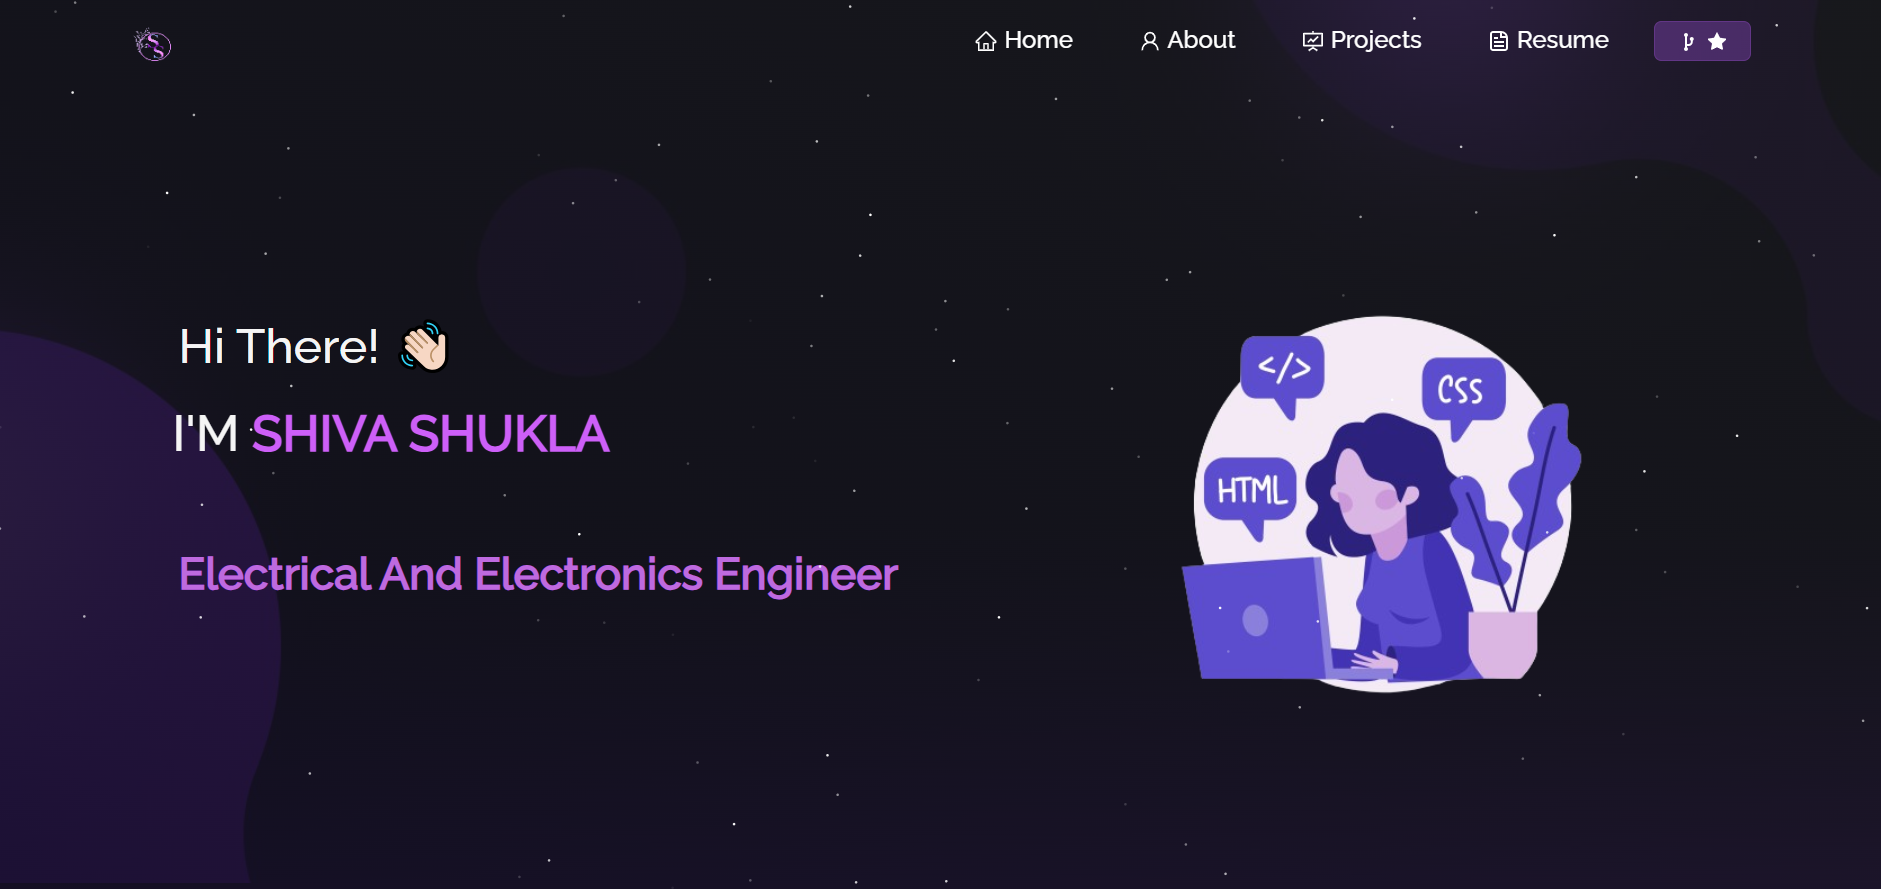 Home About Projects Resume
Hi There! 👋🏻
I'M SHIVA SHUKLA
Electrical And Electronics Engineer
</>
CSS
HTML